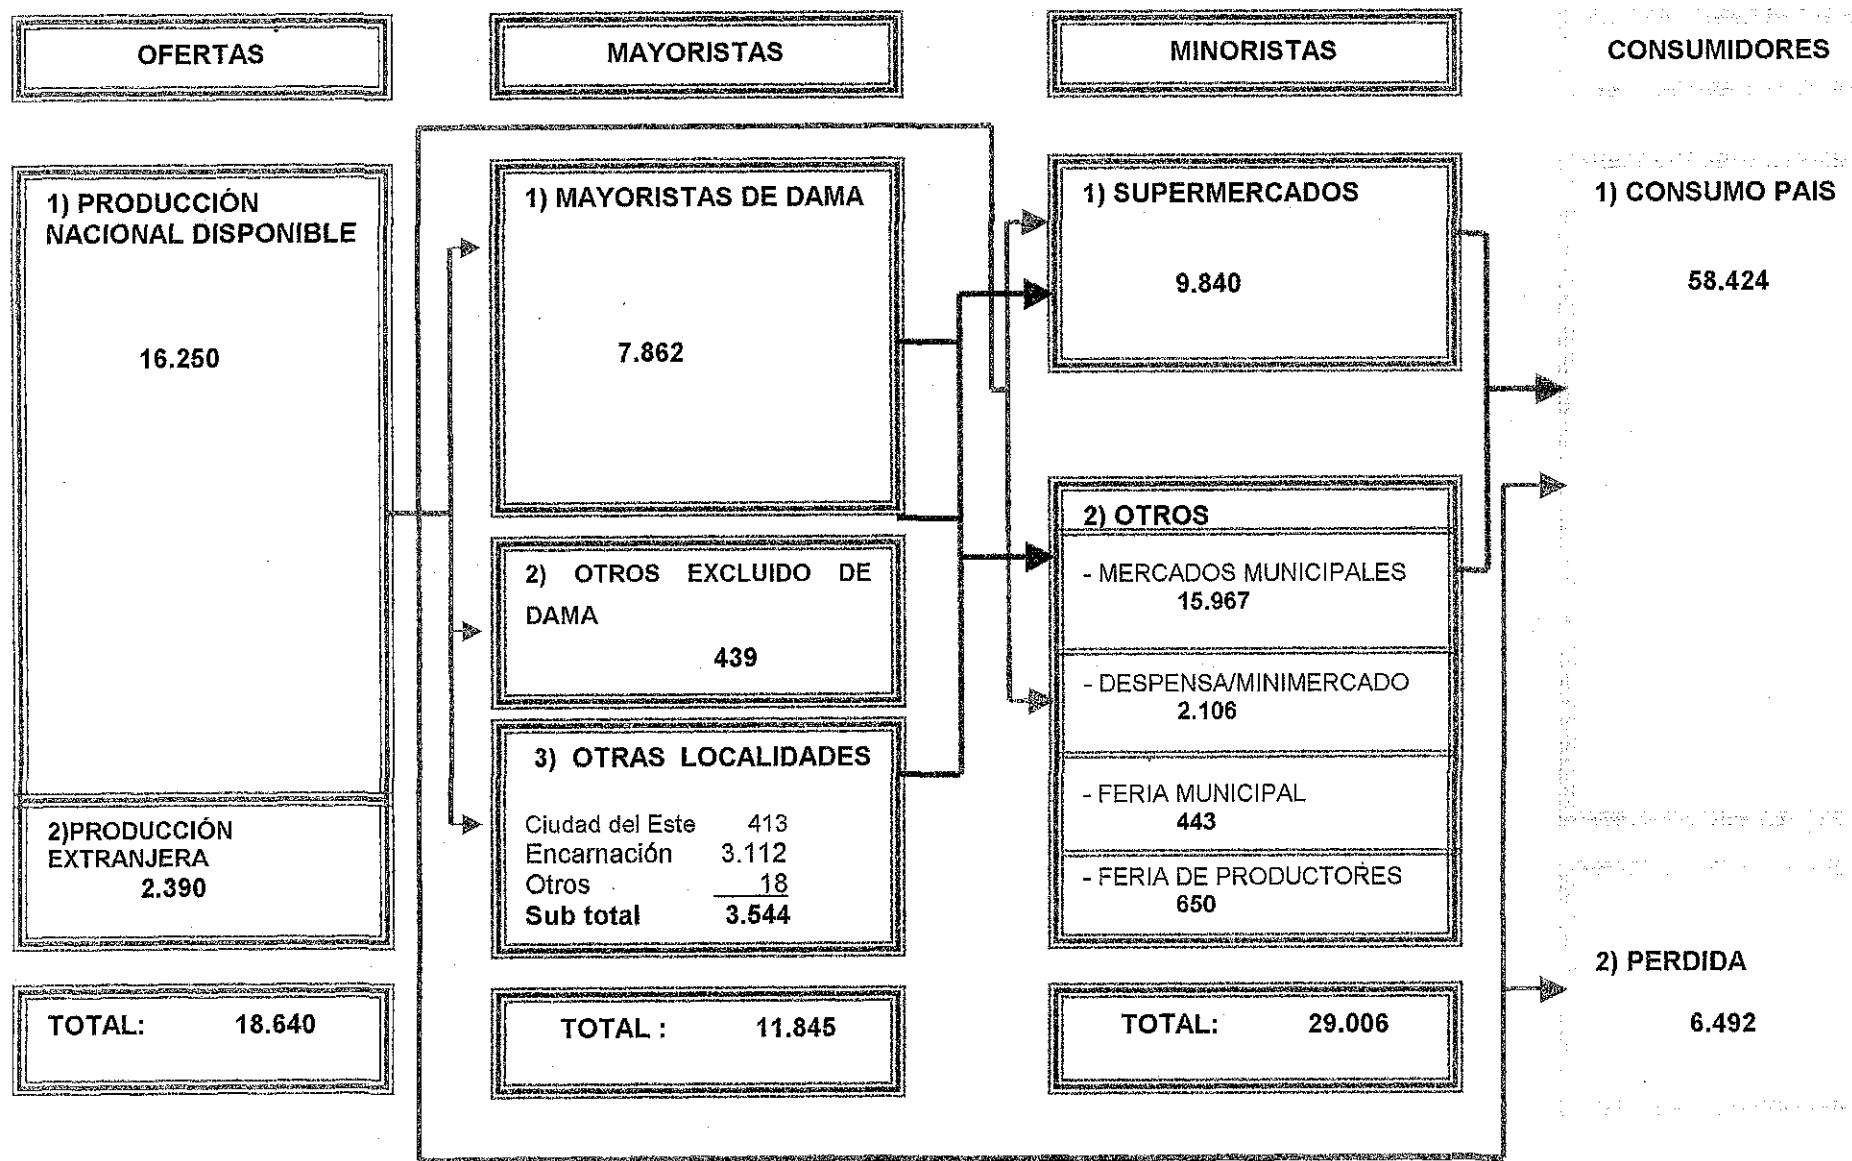 OFERTAS
MAYORISTAS
MINORISTAS
CONSUMIDORES
1) PRODUCCIÓN
NACIONAL DISPONIBLE
16.250
2)PRODUCCIÓN
EXTRANJERA
2.390
TOTAL: 18.640
1) MAYORISTAS DE DAMA
7.862
2) OTROS EXCLUIDO DE
DAMA
439
3) OTRAS LOCALIDADES
Ciudad del Este 413
Encarnación 3.112
Otros 18
Sub total 3.544
TOTAL : 11.845
1) SUPERMERCADOS
9.840
2) OTROS
- MERCADOS MUNICIPALES
15.967
- DESPENSA/MINIMERCADO
2.106
- FERIA MUNICIPAL
443
- FERIA DE PRODUCTORES
650
TOTAL: 29.006
1) CONSUMO PAIS
58.424
2) PERDIDA
6.492